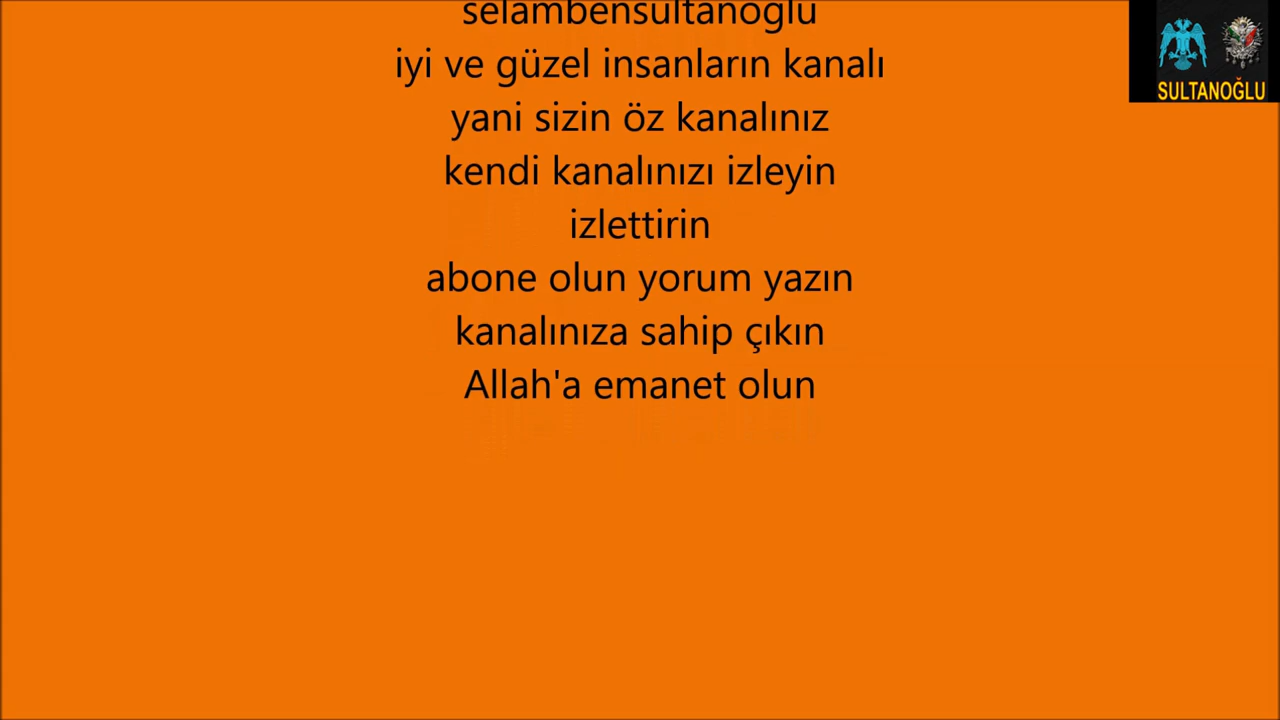 selambensultanoğlu
iyi ve güzel insanların kanalı
yani sizin öz kanalınız
kendi kanalınızı izleyin
izlettirin
abone olun yorum yazın
kanalınıza sahip çıkın
Allah'a emanet olun
SULTANOĞLU